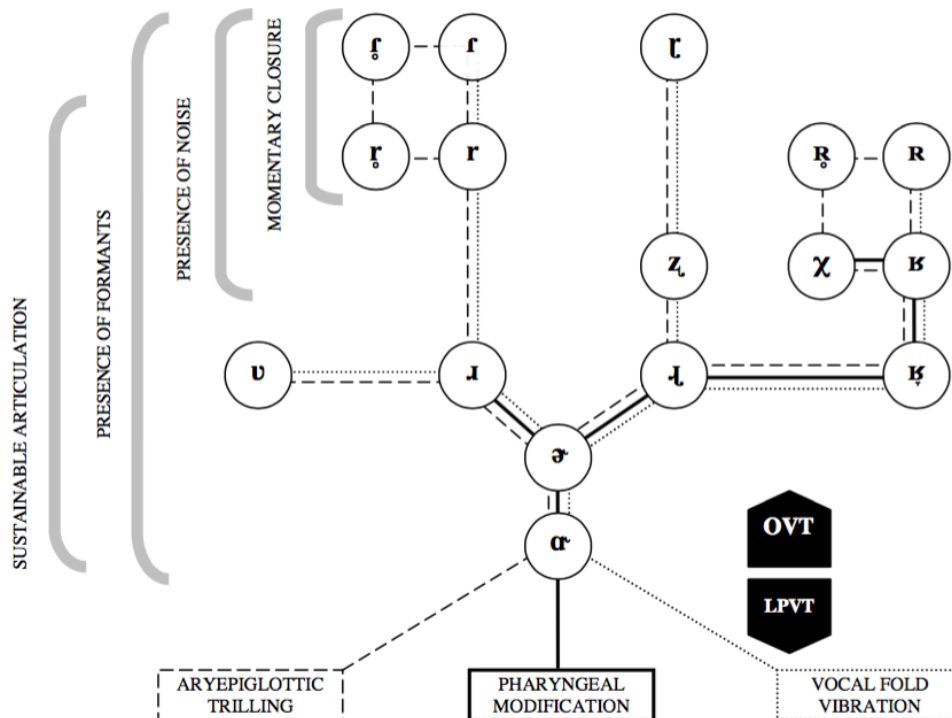 SUSTAINABLE ARTICULATION
PRESENCE OF FORMANTS
PRESENCE OF NOISE
MOMENTARY CLOSURE
ɾ̥ ɾ ɽ
r̥ r ʀ̥ ʀ
ʐ χ ʁ
ʋ ɹ ɻ ʁ̞
ɚ
ɑ˞
OVT
LPVT
ARYEPIGLOTTIC
TRILLING
PHARYNGEAL
MODIFICATION
VOCAL FOLD
VIBRATION